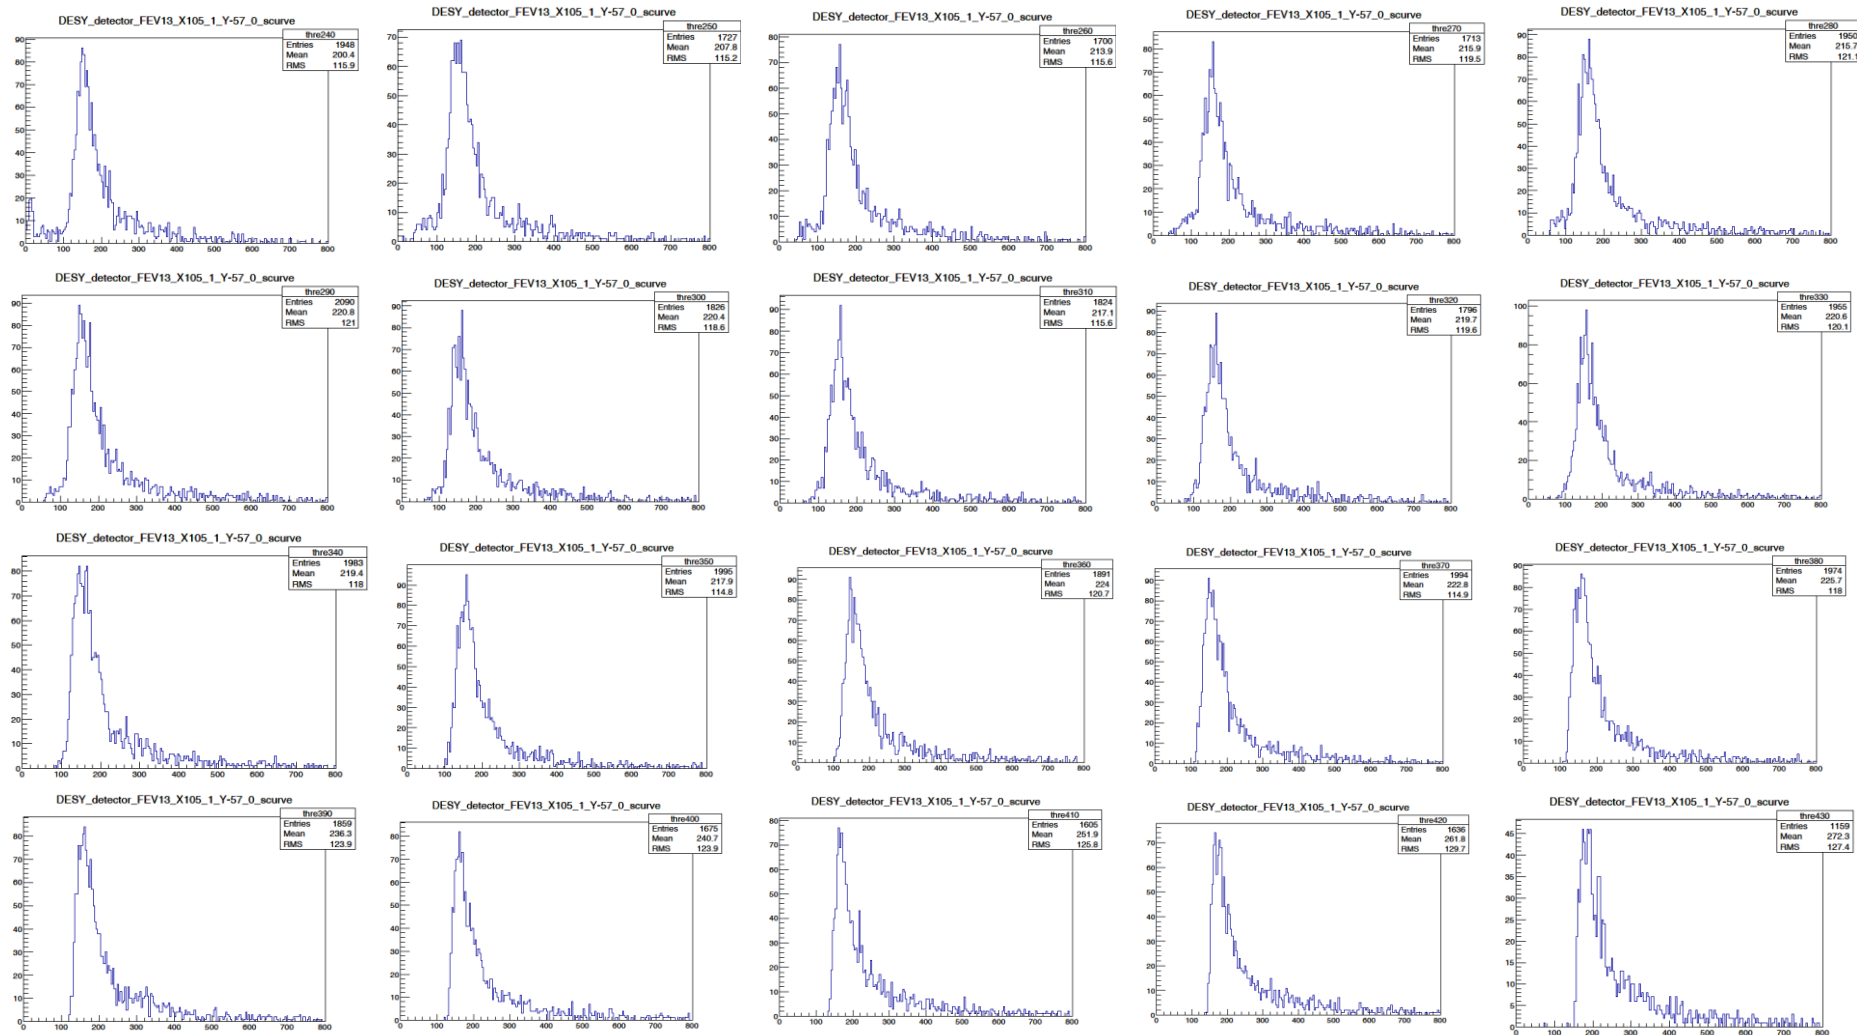 DESY_detector_FEV13_X105_1_Y-57_0_scurve
thre240
Entries 1948
Mean 200.4
RMS 115.9
DESY_detector_FEV13_X105_1_Y-57_0_scurve
thre250
Entries 1727
Mean 207.8
RMS 115.2
DESY_detector_FEV13_X105_1_Y-57_0_scurve
thre260
Entries 1700
Mean 213.9
RMS 115.6
DESY_detector_FEV13_X105_1_Y-57_0_scurve
thre270
Entries 1713
Mean 215.9
RMS 119.5
DESY_detector_FEV13_X105_1_Y-57_0_scurve
thre280
Entries 1950
Mean 215.7
RMS 121.1
DESY_detector_FEV13_X105_1_Y-57_0_scurve
thre290
Entries 2090
Mean 220.8
RMS 121
DESY_detector_FEV13_X105_1_Y-57_0_scurve
thre300
Entries 1826
Mean 220.4
RMS 118.6
DESY_detector_FEV13_X105_1_Y-57_0_scurve
thre310
Entries 1824
Mean 217.1
RMS 115.6
DESY_detector_FEV13_X105_1_Y-57_0_scurve
thre320
Entries 1796
Mean 219.7
RMS 119.6
DESY_detector_FEV13_X105_1_Y-57_0_scurve
thre330
Entries 1955
Mean 220.6
RMS 120.1
DESY_detector_FEV13_X105_1_Y-57_0_scurve
thre340
Entries 1983
Mean 219.4
RMS 118
DESY_detector_FEV13_X105_1_Y-57_0_scurve
thre350
Entries 1995
Mean 217.9
RMS 114.8
DESY_detector_FEV13_X105_1_Y-57_0_scurve
thre360
Entries 1891
Mean 224
RMS 120.7
DESY_detector_FEV13_X105_1_Y-57_0_scurve
thre370
Entries 1994
Mean 222.8
RMS 114.9
DESY_detector_FEV13_X105_1_Y-57_0_scurve
thre380
Entries 1974
Mean 225.7
RMS 118
DESY_detector_FEV13_X105_1_Y-57_0_scurve
thre390
Entries 1859
Mean 236.3
RMS 123.9
DESY_detector_FEV13_X105_1_Y-57_0_scurve
thre400
Entries 1675
Mean 240.7
RMS 123.9
DESY_detector_FEV13_X105_1_Y-57_0_scurve
thre410
Entries 1605
Mean 251.9
RMS 125.8
DESY_detector_FEV13_X105_1_Y-57_0_scurve
thre420
Entries 1636
Mean 261.8
RMS 129.7
DESY_detector_FEV13_X105_1_Y-57_0_scurve
thre430
Entries 1159
Mean 272.3
RMS 127.4